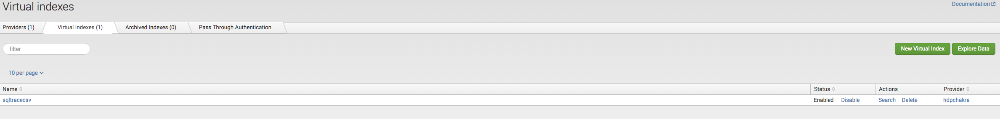 Virtual indexes
Documentation
Providers (1) Virtual Indexes (1) Archived Indexes (0) Pass Through Authentication
filter
New Virtual Index Explore Data
10 per page
Name Status Actions Provider
sqltracecsv Enabled Disable Search Delete hdpchakra